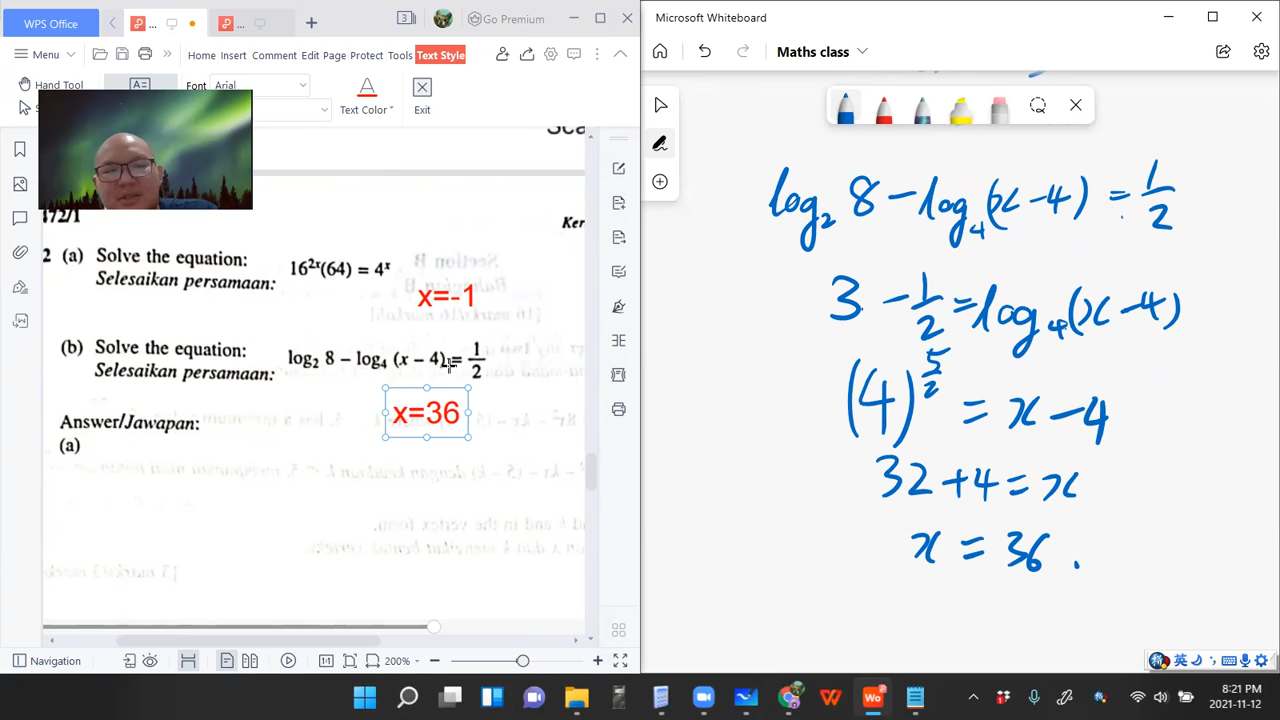 WPS Office
...
...
3
Go Premium
Menu
Home Insert Comment Edit Page Protect Tools Text Style
Hand Tool
Font Arial
Text Color
Exit
472/1
Ker
2 (a) Solve the equation:
Selesaikan persamaan:
16^{2x}(64) = 4^x
x=-1
(b) Solve the equation:
Selesaikan persamaan:
log₂ 8 – log₄ (x – 4) = 1/2
x=36
Answer/Jawapan:
(a)
Navigation
200%
Microsoft Whiteboard
Maths class
log₂ 8 – log₄(x – 4) = 1/2
3 – 1/2 = log₄(x – 4)
(4)^{5/2} = x – 4
32 + 4 = x
x = 36.
英
8:21 PM
2021-11-12